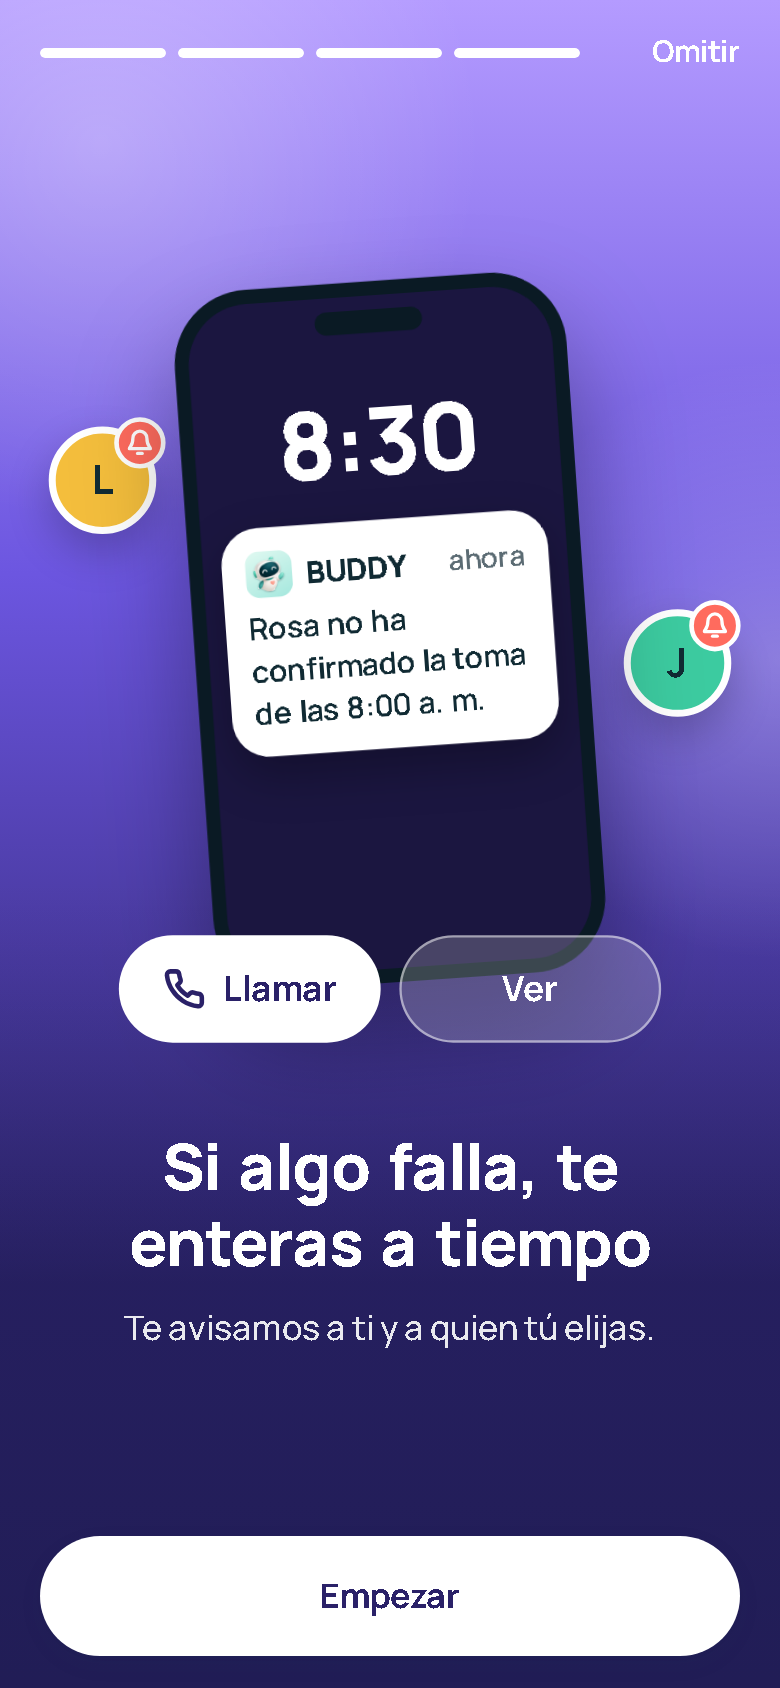 Omitir
8:30
L
BUDDY ahora
Rosa no ha
confirmado la toma
de las 8:00 a. m.
J
Llamar
Ver
Si algo falla, te
enteras a tiempo
Te avisamos a ti y a quien tú elijas.
Empezar